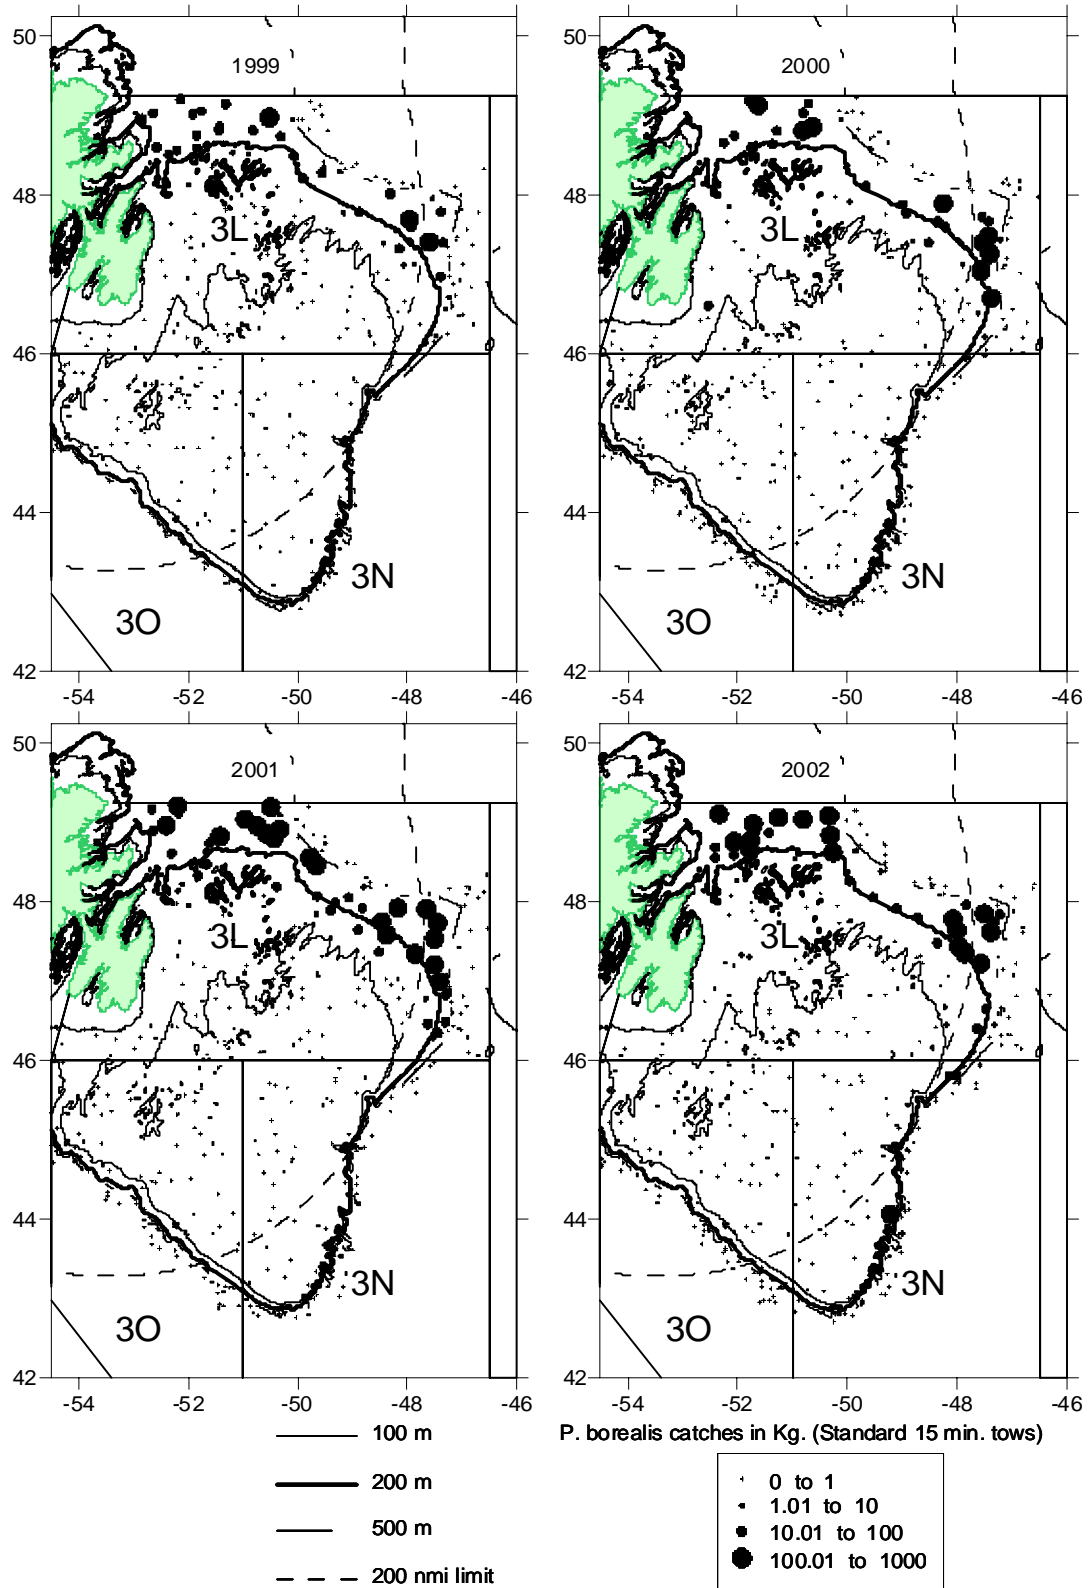 50
48
46
44
42
1999
3L
3N
3O
-54
-52
-50
-48
-46
50
48
46
44
42
2000
3L
3N
3O
-54
-52
-50
-48
-46
50
48
46
44
42
2001
3L
3N
3O
-54
-52
-50
-48
-46
50
48
46
44
42
2002
3L
3N
3O
-54
-52
-50
-48
-46
100 m
200 m
500 m
200 nmi limit
P. borealis catches in Kg. (Standard 15 min. tows)
0 to 1
1.01 to 10
10.01 to 100
100.01 to 1000